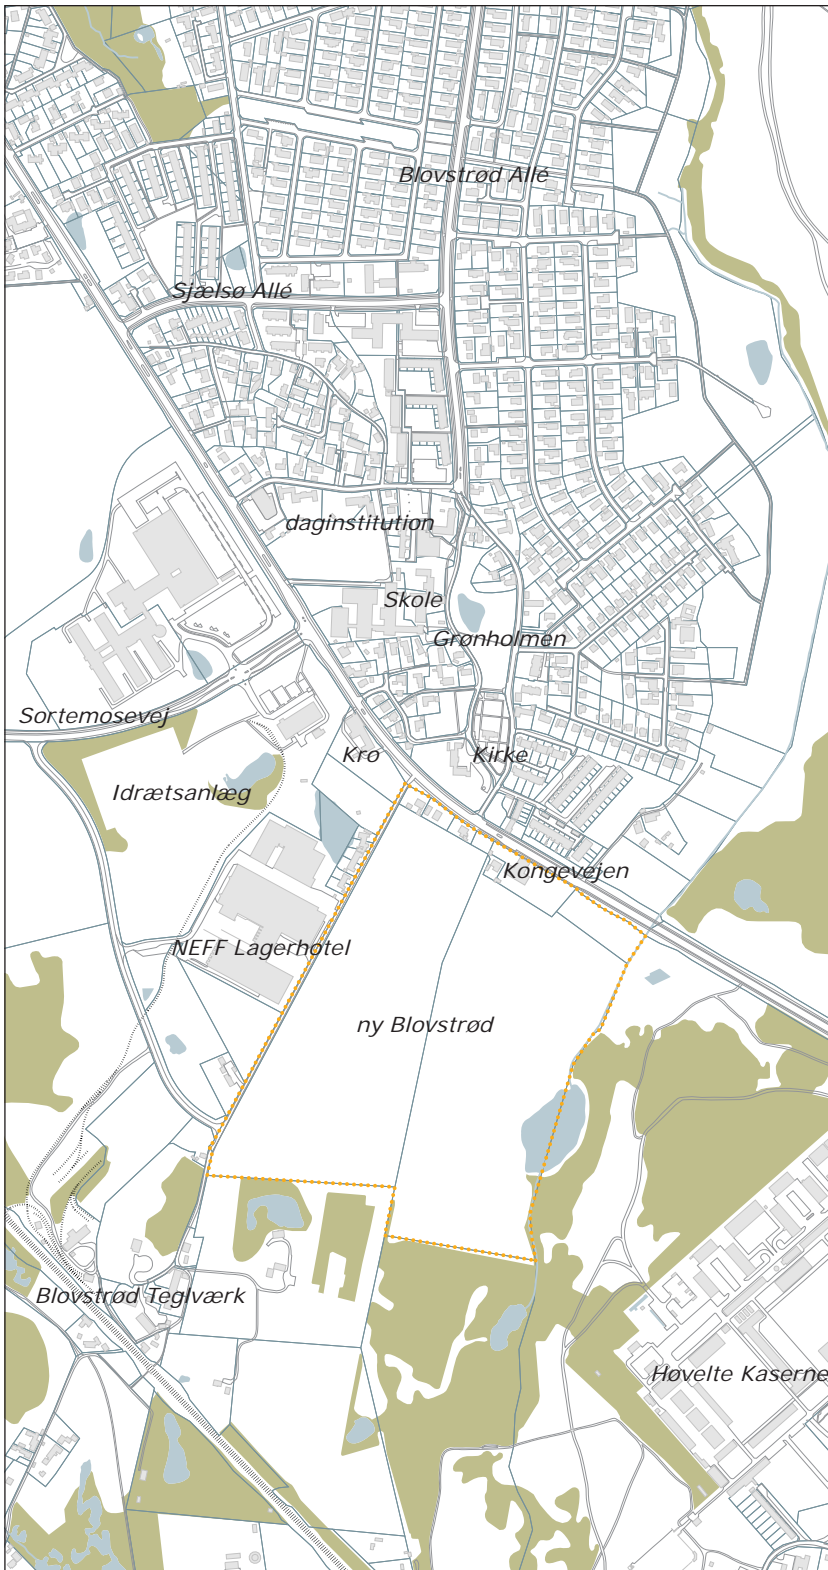 Blovstrød Allé
Sjælsø Allé
daginstitution
Skole
Grønholmen
Sortemosevej
Kro
Kirke
Idrætsanlæg
Kongevejen
NEFF Lagerhotel
ny Blovstrød
Blovstrød Teglværk
Høvelte Kaserne